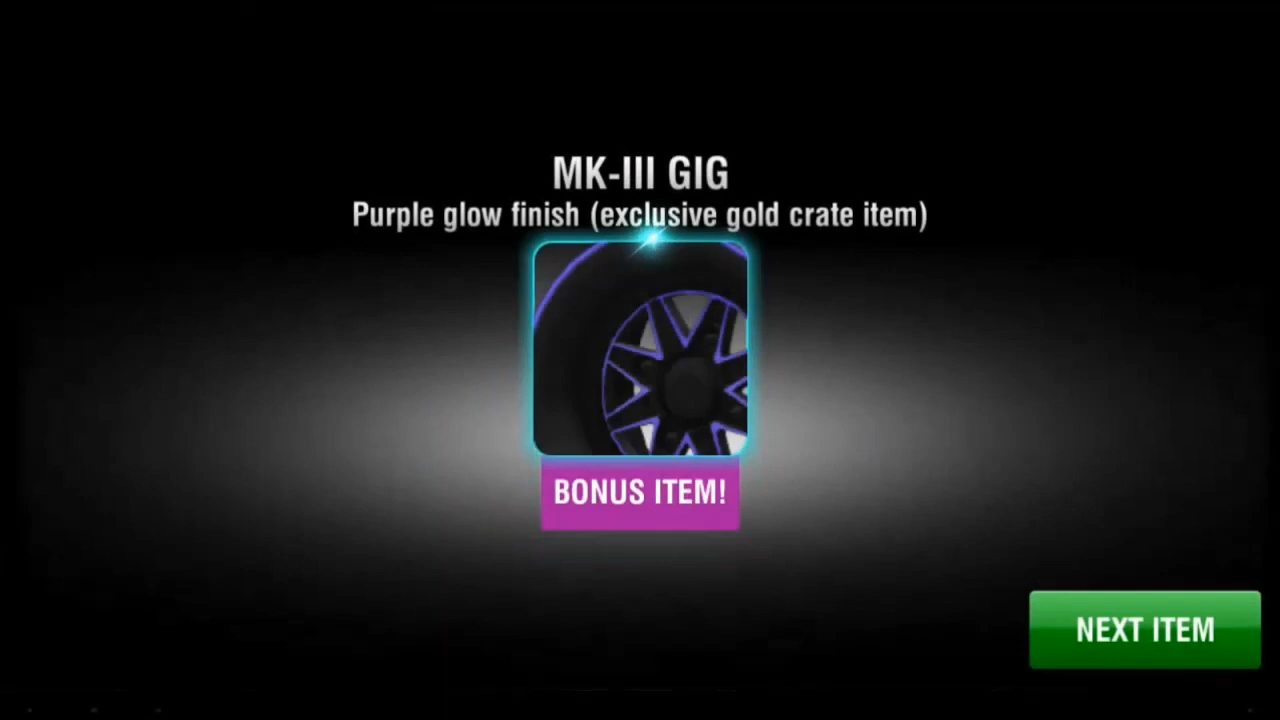 MK-III GIG
Purple glow finish (exclusive gold crate item)
BONUS ITEM!
NEXT ITEM